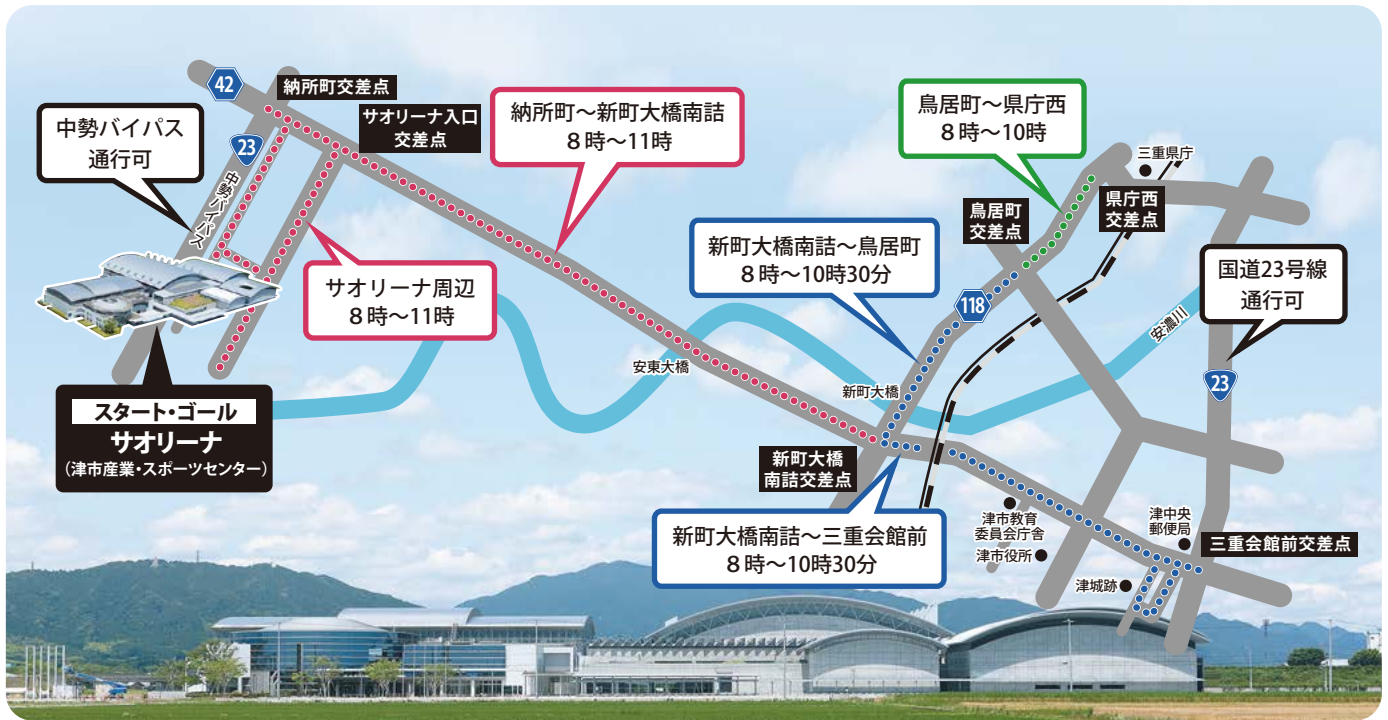 42
納所町交差点
サオリーナ入口
交差点
中勢バイパス
通行可
23
中勢バイパス
納所町～新町大橋南詰
８時～11時
鳥居町～県庁西
８時～10時
三重県庁
県庁西
交差点
鳥居町
交差点
新町大橋南詰～鳥居町
８時～10時30分
国道23号線
通行可
サオリーナ周辺
８時～11時
118
安濃川
安東大橋
新町大橋
23
スタート・ゴール
サオリーナ
（津市産業・スポーツセンター）
新町大橋
南詰交差点
新町大橋南詰～三重会館前
８時～10時30分
津市教育
委員会庁舎
津市役所
津中央
郵便局
三重会館前交差点
津城跡